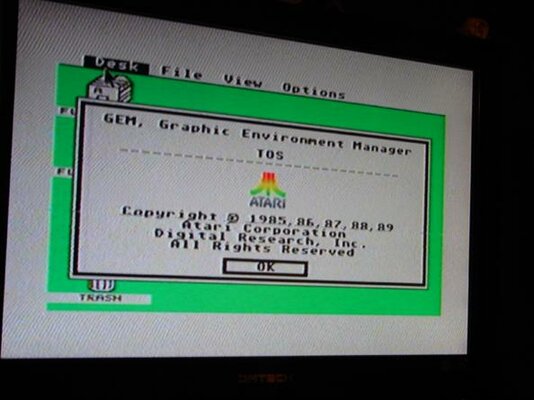 Desk File View Options
GEM, Graphic Environment Manager
TOS
ATARI
Copyright © 1985,86,87,88,89
Atari Corporation
Digital Research, Inc.
All Rights Reserved
OK
TRASH